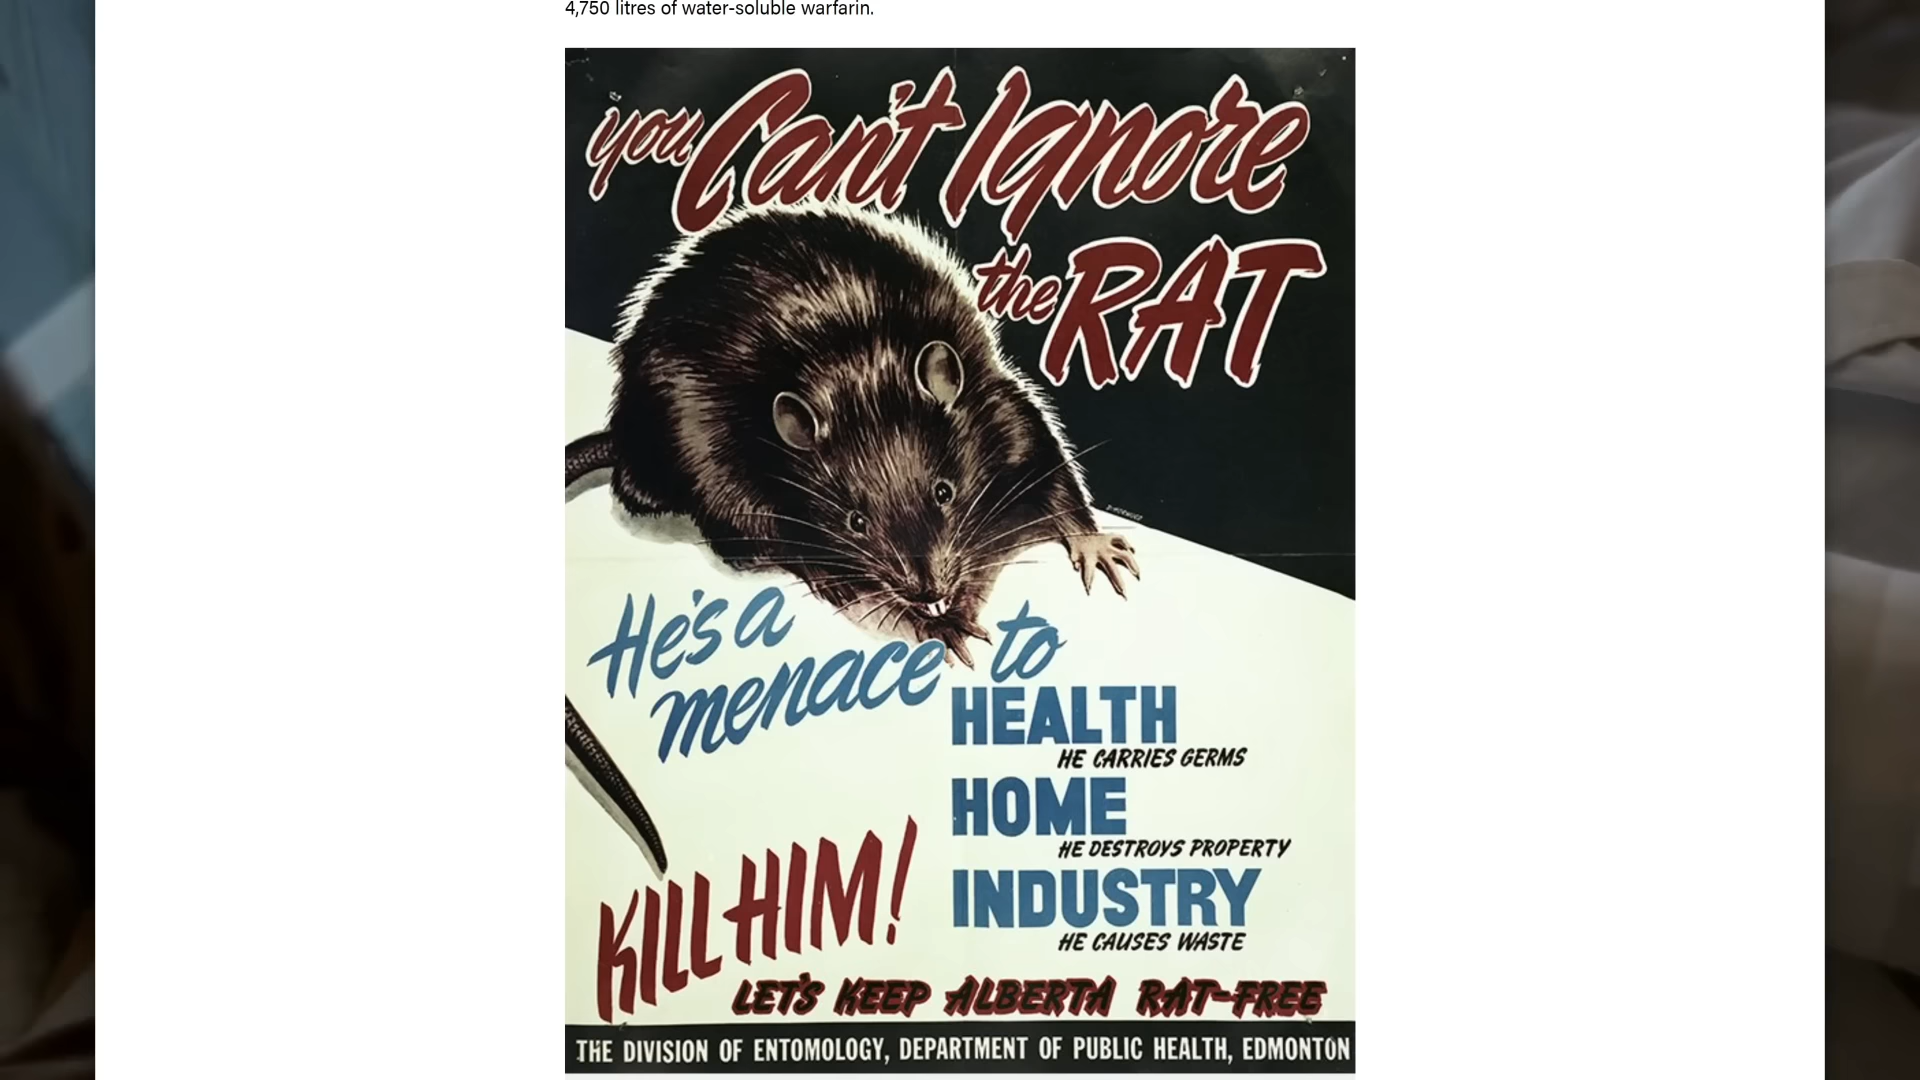 4,750 litres of water-soluble warfarin.
you Can't Ignore
the RAT
He's a
menace to
HEALTH
HE CARRIES GERMS
HOME
HE DESTROYS PROPERTY
INDUSTRY
HE CAUSES WASTE
KILL HIM!
LET'S KEEP ALBERTA RAT-FREE
THE DIVISION OF ENTOMOLOGY, DEPARTMENT OF PUBLIC HEALTH, EDMONTON